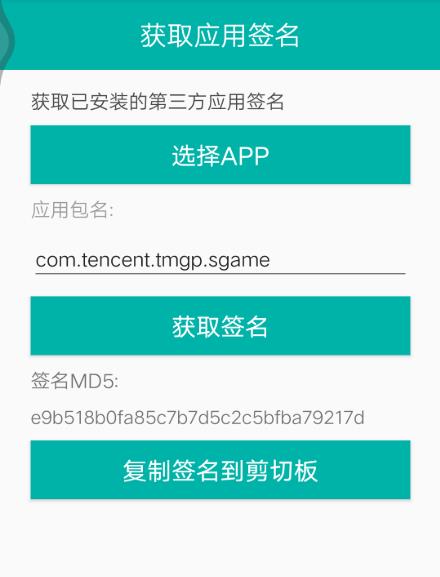 获取应用签名
获取已安装的第三方应用签名
选择APP
应用包名:
com.tencent.tmgp.sgame
获取签名
签名MD5:
e9b518b0fa85c7b7d5c2c5bfba79217d
复制签名到剪切板